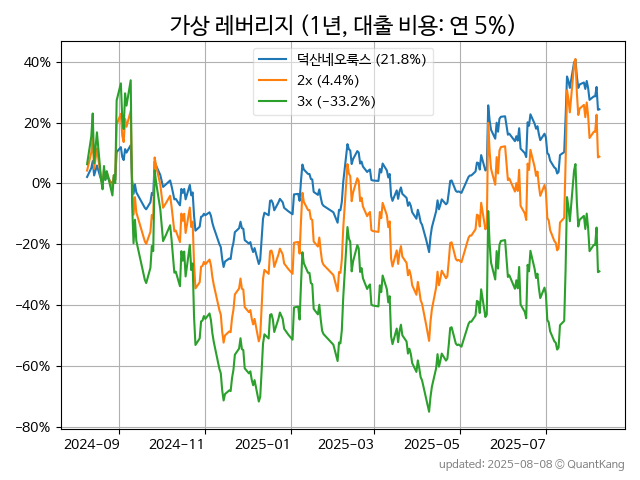 가상 레버리지 (1년, 대출 비용: 연 5%)
덕산네오룩스 (21.8%)
2x (4.4%)
3x (−33.2%)
40%
20%
0%
−20%
−40%
−60%
−80%
2024-09 2024-11 2025-01 2025-03 2025-05 2025-07
updated: 2025-08-08 © QuantKang